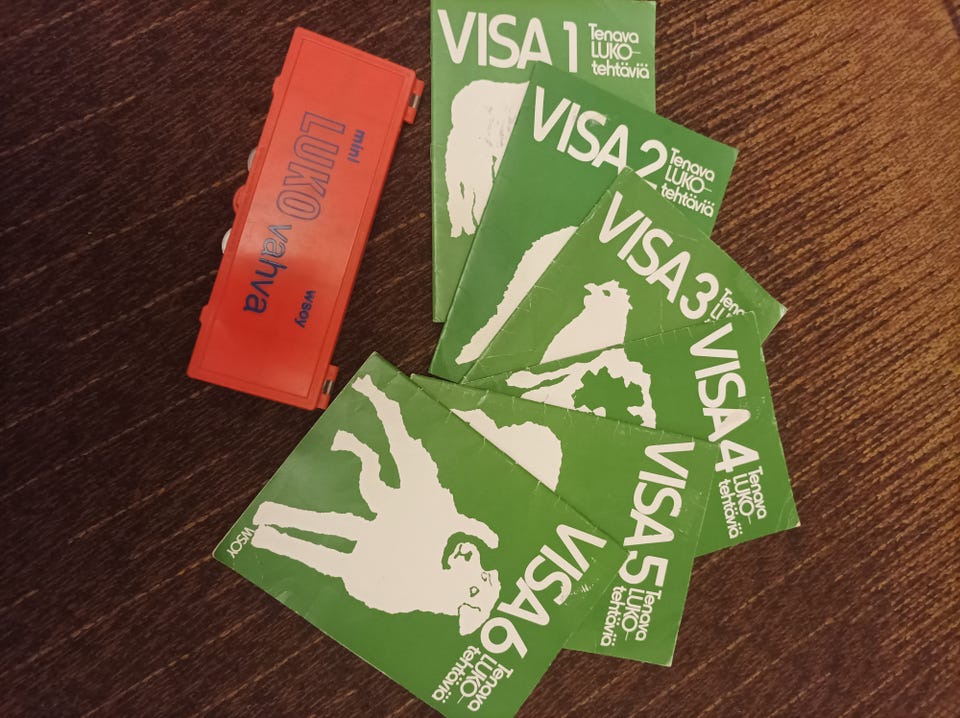 mini
LUKO vahva
wsoy
VISA 1
Tenava
LUKO-
tehtäviä
VISA 2
Tenava
LUKO-
tehtäviä
VISA 3
VISA 4
Tenava
LUKO-
tehtäviä
VISA 5
Tenava
LUKO-
tehtäviä
VISA 6
Tenava
LUKO-
tehtäviä
WSOY